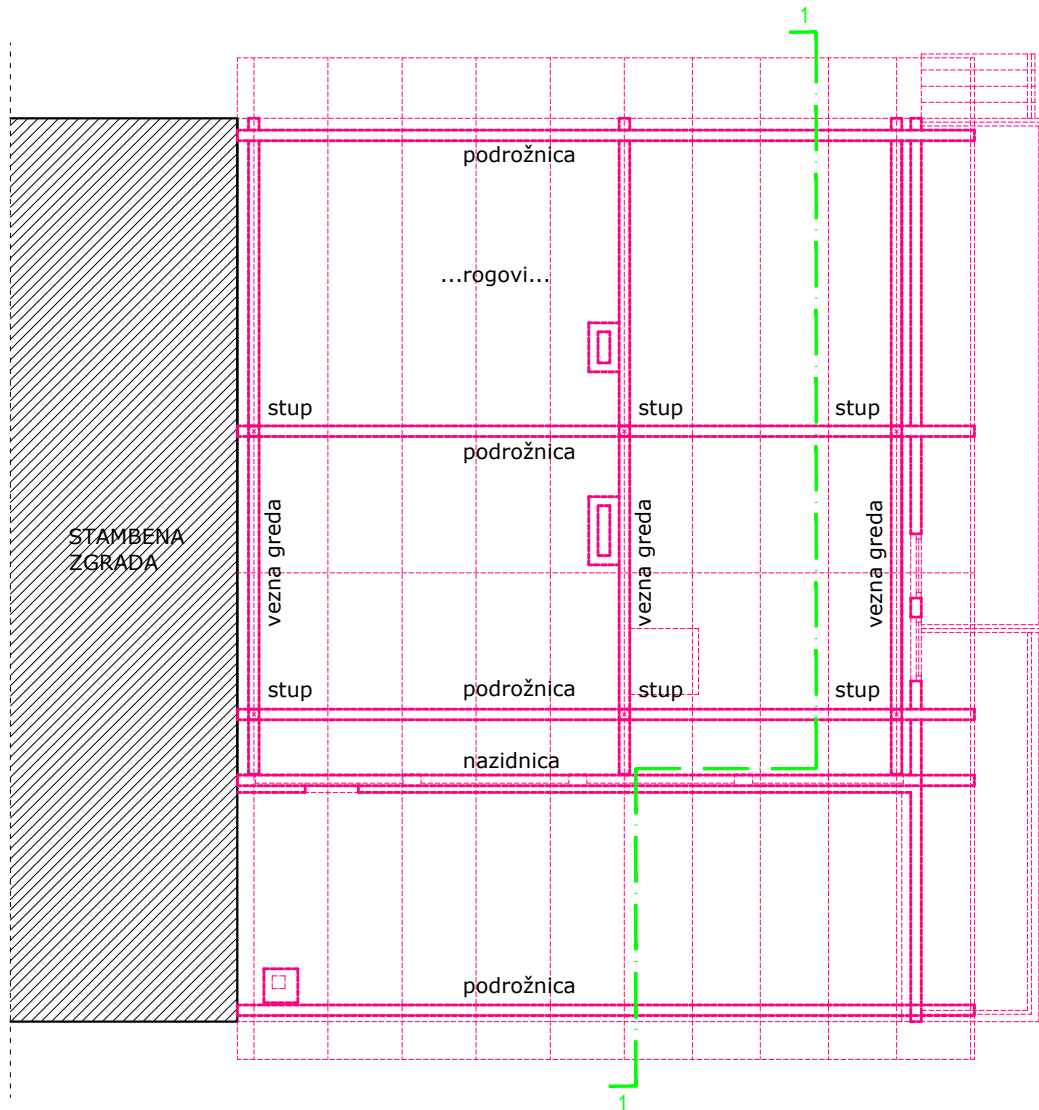 1
podrožnica
...rogovi...
stup
stup
stup
podrožnica
STAMBENA
ZGRADA
vezna greda
vezna greda
vezna greda
stup
podrožnica
stup
stup
nazidnica
podrožnica
1